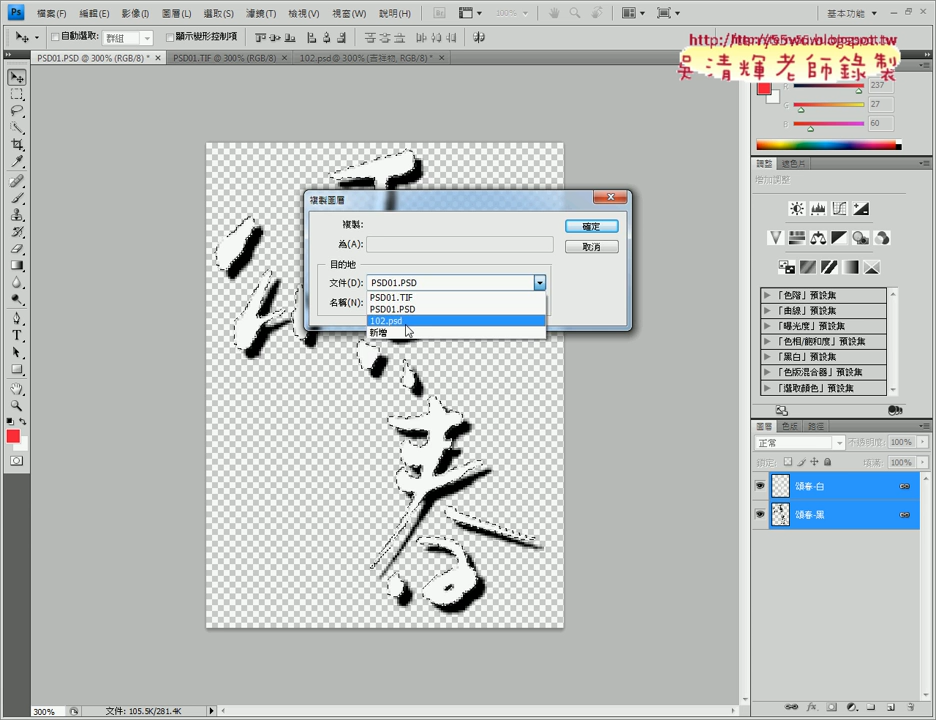 Ps 檔案(F) 編輯(E) 影像(I) 圖層(L) 選取(S) 濾鏡(T) 檢視(V) 視窗(W) 說明(H) 100% 基本功能
自動選取: 群組 顯示變形控制項
PSD01.PSD @ 300% (RGB/8) * PSD01.TIF @ 300% (RGB/8) 102.psd @ 300% (吉祥物, RGB/8) *
吳清輝老師錄製
R 237
G 27
B 60
調整 遮色片
增加調整
複製圖層
複製:
為(A):
確定
取消
目的地
文件(D): PSD01.PSD
名稱(N):
PSD01.TIF
PSD01.PSD
102.psd
新增
「色階」預設集
「曲線」預設集
「曝光度」預設集
「色相/飽和度」預設集
「黑白」預設集
「色版混合器」預設集
「選取顏色」預設集
圖層 色版 路徑
正常 不透明度: 100%
鎖定: 填滿: 100%
頌春-白
頌春-黑
300% 文件: 105.5K/281.4K